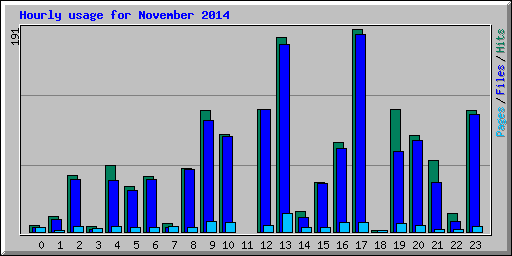 Hourly usage for November 2014
191
Pages/Files/Hits
0 1 2 3 4 5 6 7 8 9 10 11 12 13 14 15 16 17 18 19 20 21 22 23